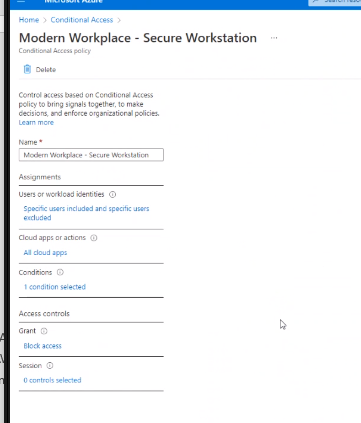 Microsoft Azure
Home > Conditional Access >
Modern Workplace - Secure Workstation ...
Conditional Access policy
Delete
Control access based on Conditional Access
policy to bring signals together, to make
decisions, and enforce organizational policies.
Learn more
Name *
Modern Workplace - Secure Workstation
Assignments
Users or workload identities
Specific users included and specific users
excluded
Cloud apps or actions
All cloud apps
Conditions
1 condition selected
Access controls
Grant
Block access
Session
0 controls selected